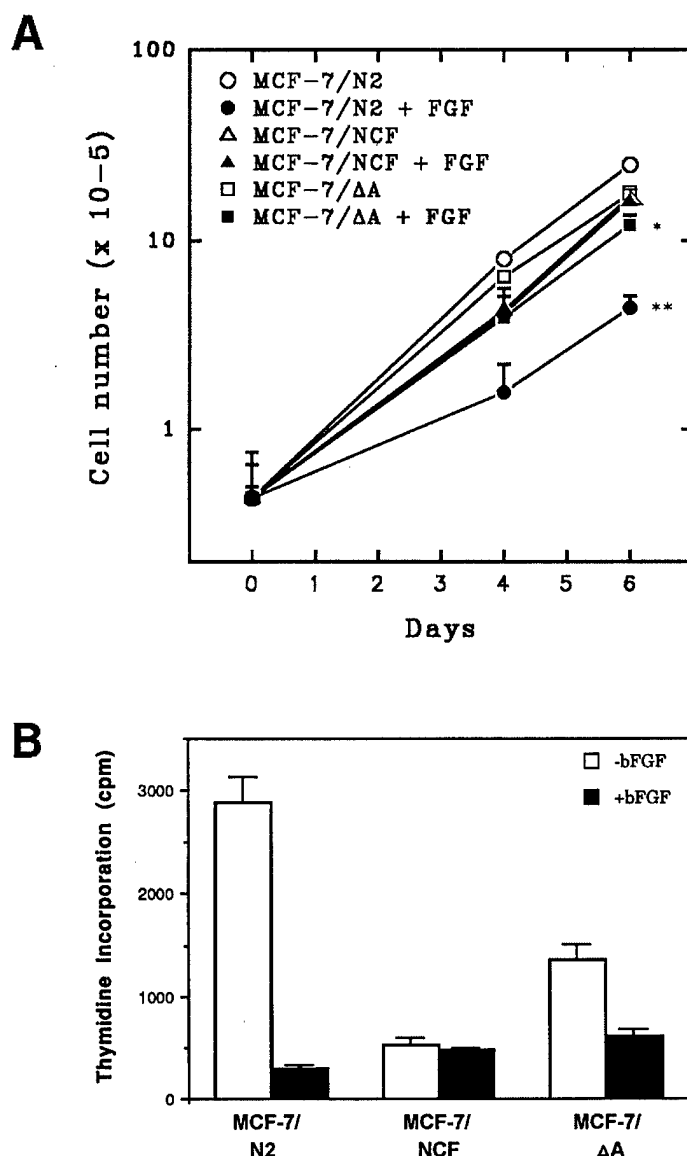 A
100
10
1
Cell number (x 10-5)
MCF-7/N2
MCF-7/N2 + FGF
MCF-7/NCF
MCF-7/NCF + FGF
MCF-7/ΔA
MCF-7/ΔA + FGF
*
**
0 1 2 3 4 5 6
Days
B
Thymidine Incorporation (cpm)
3000
2000
1000
0
-bFGF
+bFGF
MCF-7/
N2
MCF-7/
NCF
MCF-7/
ΔA